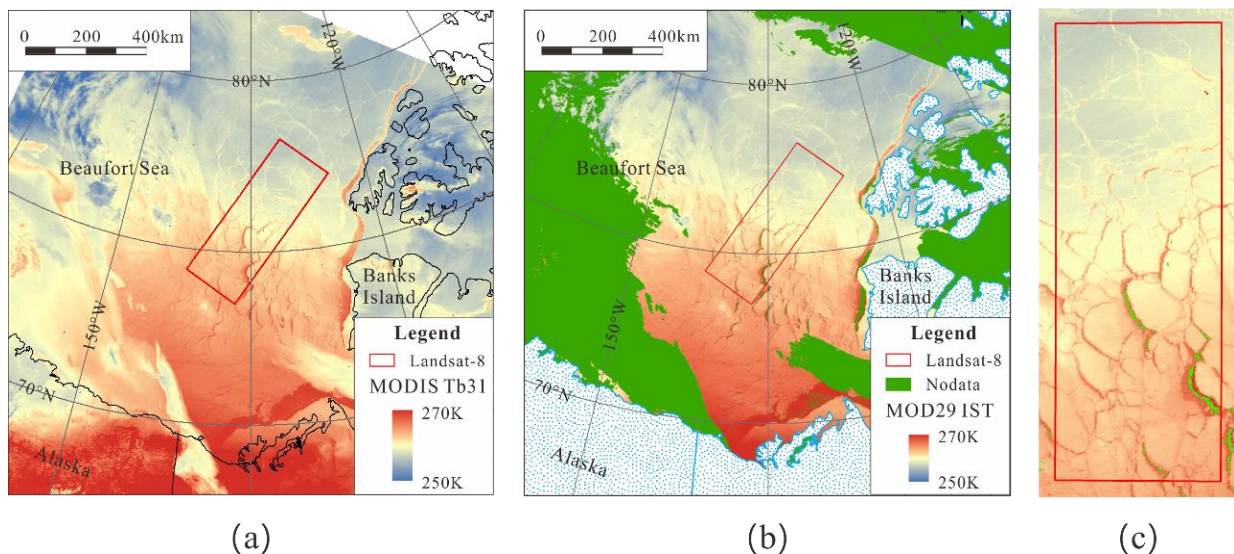 0 200 400km
120°W
80°N
Beaufort Sea
Banks
Island
150°W
70°N
Alaska
Legend
Landsat-8
MODIS Tb31
270K
250K
(a)
0 200 400km
120°W
80°N
Beaufort Sea
Banks
Island
150°W
70°N
Alaska
Legend
Landsat-8
Nodata
MOD29 IST
270K
250K
(b)
(c)